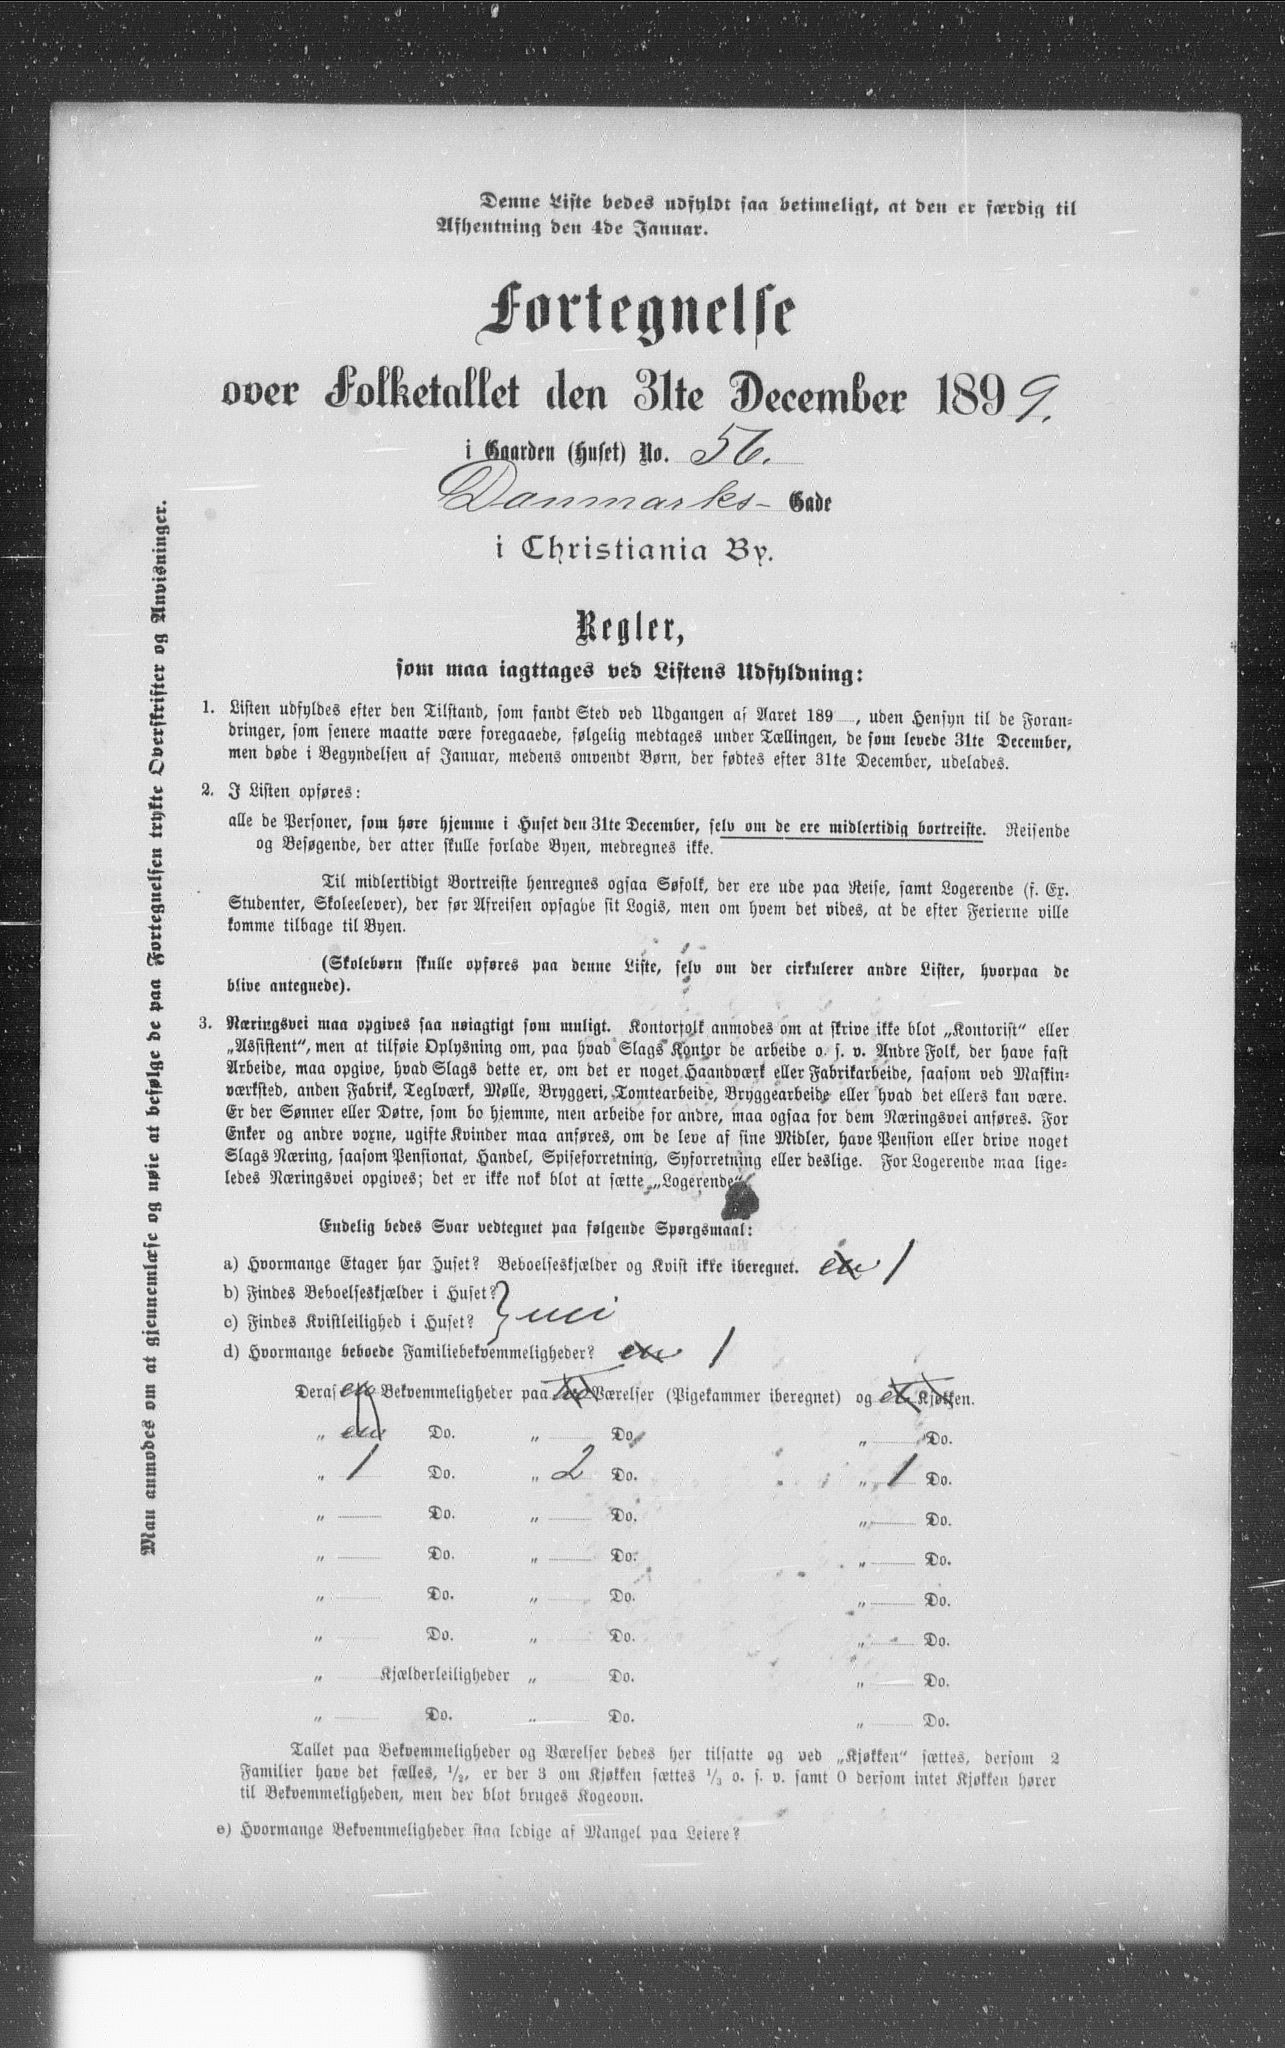 Denne Liste bedes udfyldt saa betimeligt, at den er færdig til
Afhentning den 4de Januar.
Fortegnelse
over Folketallet den 31te December 1899.
i Gaarden (Huset) No. 56.
Danmarks- Gade
i Christiania By.
Regler,
som maa iagttages ved Listens Udfyldning:
1. Listen udfyldes efter den Tilstand, som fandt Sted ved Udgangen af Aaret 189 , uden Hensyn til de Foran-
dringer, som senere maatte være foregaaede, følgelig medtages under Tællingen, de som levede 31te December,
men døde i Begyndelsen af Januar, medens omvendt Børn, der fødtes efter 31te December, udelades.
2. I Listen opføres:
alle de Personer, som høre hjemme i Huset den 31te December, selv om de ere midlertidig bortreiste. Reisende
og Besøgende, der atter skulle forlade Byen, medregnes ikke.
Til midlertidigt Bortreiste henregnes ogsaa Søfolk, der ere ude paa Reise, samt Logerende (f. Ex.
Studenter, Skoleelever), der før Afreisen opsagde sit Logis, men om hvem det vides, at de efter Ferierne ville
komme tilbage til Byen.
(Skolebørn skulle opføres paa denne Liste, selv om der cirkulerer andre Lister, hvorpaa de
blive antegnede).
3. Næringsvei maa opgives saa nøiagtigt som muligt. Kontorfolk anmodes om at skrive ikke blot „Kontorist“ eller
„Assistent“, men at tilføie Oplysning om, paa hvad Slags Kontor de arbeide o. s. v. Andre Folk, der have fast
Arbeide, maa opgive, hvad Slags dette er, om det er noget Haandværk eller Fabrikarbeide, saasom ved Maskin-
værksted, anden Fabrik, Teglværk, Mølle, Bryggeri, Tomtearbeide, Bryggearbeide eller hvad det ellers kan være.
Er der Sønner eller Døtre, som bo hjemme, men arbeide for andre, maa ogsaa for dem Næringsvei anføres. For
Enker og andre voxne, ugifte Kvinder maa anføres, om de leve af sine Midler, have Pension eller drive noget
Slags Næring, saasom Pensionat, Handel, Spiseforretning, Syforretning eller deslige. For Logerende maa lige-
ledes Næringsvei opgives; det er ikke nok blot at sætte „Logerende“.
Endelig bedes Svar vedtegnet paa følgende Spørgsmaal:
a) Hvormange Etager har Huset? Beboelseskjælder og Kvist ikke iberegnet. en 1
b) Findes Beboelseskjælder i Huset?
c) Findes Kvistleilighed i Huset? } nei
d) Hvormange beboede Familiebekvemmeligheder? en 1
Deraf en Bekvemmeligheder paa Værelser (Pigekammer iberegnet) og et Kjøkken.
„ en Do. „ Do. „ Do.
„ 1 Do. „ 2 Do. „ 1 Do.
„ Do. „ Do. „ Do.
„ Do. „ Do. „ Do.
„ Do. „ Do. „ Do.
„ Do. „ Do. „ Do.
„ Kjælderleiligheder „ Do. „ Do.
„ Do. „ Do. „ Do.
Tallet paa Bekvemmeligheder og Værelser bedes her tilsatte og ved „Kjøkken“ sættes, dersom 2
Familier have det fælles, 1/2, er der 3 om Kjøkken sættes 1/3 o. s. v. samt 0 dersom intet Kjøkken hører
til Bekvemmeligheden, men der blot bruges Kogeovn.
e) Hvormange Bekvemmeligheder staa ledige af Mangel paa Leiere?
Man anmodes om at gjennemlæse og nøie at befølge de paa Fortegnelsen trykte Overskrifter og Anvisninger.